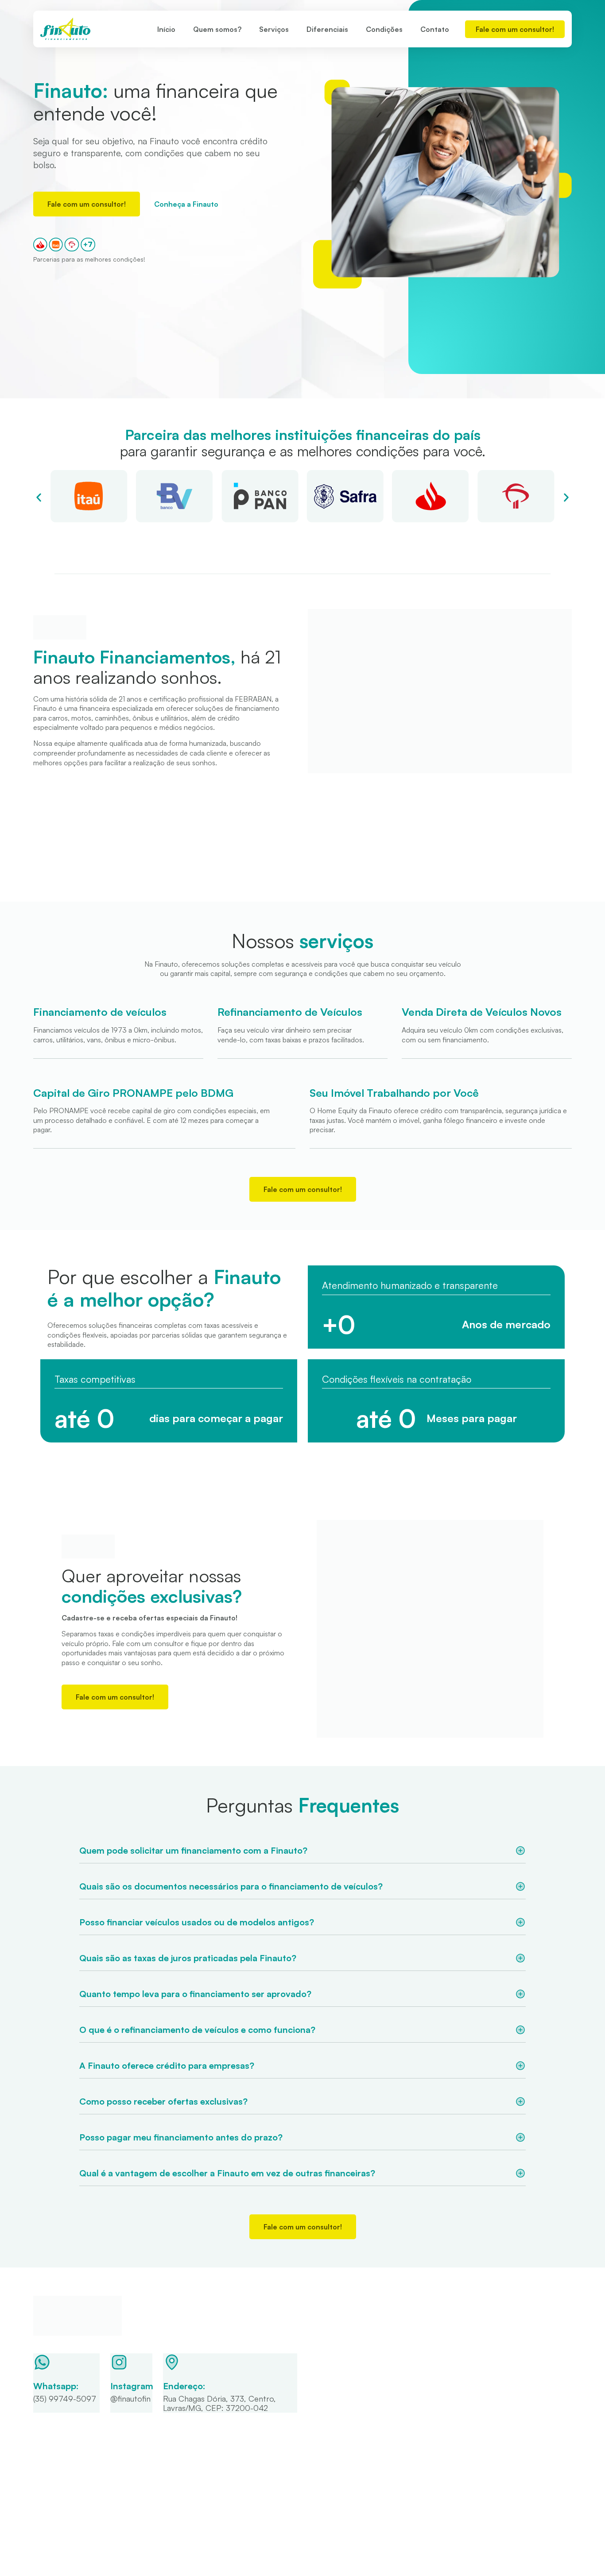 finAuto
FINANCIAMENTOS
Início
Quem somos?
Serviços
Diferenciais
Condições
Contato
Fale com um consultor!
Finauto: uma financeira que
entende você!
Seja qual for seu objetivo, na Finauto você encontra crédito
seguro e transparente, com condições que cabem no seu
bolso.
Fale com um consultor!
Conheça a Finauto
+7
Parcerias para as melhores condições!
Parceira das melhores instituições financeiras do país
para garantir segurança e as melhores condições para você.
itaú
BV
banco
BANCO
PAN
Safra
Finauto Financiamentos, há 21
anos realizando sonhos.
Com uma história sólida de 21 anos e certificação profissional da FEBRABAN, a
Finauto é uma financeira especializada em oferecer soluções de financiamento
para carros, motos, caminhões, ônibus e utilitários, além de crédito
especialmente voltado para pequenos e médios negócios.
Nossa equipe altamente qualificada atua de forma humanizada, buscando
compreender profundamente as necessidades de cada cliente e oferecer as
melhores opções para facilitar a realização de seus sonhos.
Nossos serviços
Na Finauto, oferecemos soluções completas e acessíveis para você que busca conquistar seu veículo
ou garantir mais capital, sempre com segurança e condições que cabem no seu orçamento.
Financiamento de veículos
Financiamos veículos de 1973 a 0km, incluindo motos,
carros, utilitários, vans, ônibus e micro-ônibus.
Refinanciamento de Veículos
Faça seu veículo virar dinheiro sem precisar
vende-lo, com taxas baixas e prazos facilitados.
Venda Direta de Veículos Novos
Adquira seu veículo 0km com condições exclusivas,
com ou sem financiamento.
Capital de Giro PRONAMPE pelo BDMG
Pelo PRONAMPE você recebe capital de giro com condições especiais, em
um processo detalhado e confiável. E com até 12 mezes para começar a
pagar.
Seu Imóvel Trabalhando por Você
O Home Equity da Finauto oferece crédito com transparência, segurança jurídica e
taxas justas. Você mantém o imóvel, ganha fôlego financeiro e investe onde
precisar.
Fale com um consultor!
Por que escolher a Finauto
é a melhor opção?
Oferecemos soluções financeiras completas com taxas acessíveis e
condições flexíveis, apoiadas por parcerias sólidas que garantem segurança e
estabilidade.
Atendimento humanizado e transparente
+0
Anos de mercado
Taxas competitivas
até 0
dias para começar a pagar
Condições flexíveis na contratação
até 0
Meses para pagar
Quer aproveitar nossas
condições exclusivas?
Cadastre-se e receba ofertas especiais da Finauto!
Separamos taxas e condições imperdíveis para quem quer conquistar o
veículo próprio. Fale com um consultor e fique por dentro das
oportunidades mais vantajosas para quem está decidido a dar o próximo
passo e conquistar o seu sonho.
Fale com um consultor!
Perguntas Frequentes
Quem pode solicitar um financiamento com a Finauto?
Quais são os documentos necessários para o financiamento de veículos?
Posso financiar veículos usados ou de modelos antigos?
Quais são as taxas de juros praticadas pela Finauto?
Quanto tempo leva para o financiamento ser aprovado?
O que é o refinanciamento de veículos e como funciona?
A Finauto oferece crédito para empresas?
Como posso receber ofertas exclusivas?
Posso pagar meu financiamento antes do prazo?
Qual é a vantagem de escolher a Finauto em vez de outras financeiras?
Fale com um consultor!
Whatsapp:
(35) 99749-5097
Instagram
@finautofin
Endereço:
Rua Chagas Dória, 373, Centro,
Lavras/MG, CEP: 37200-042